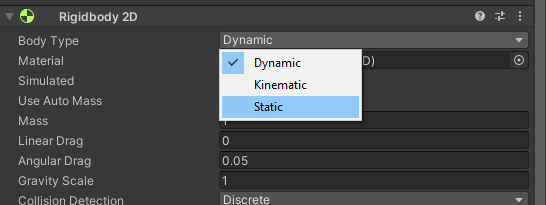 Rigidbody 2D
Body Type Dynamic
Dynamic
Material D)
Kinematic
Simulated
Static
Use Auto Mass
Mass
Linear Drag 0
Angular Drag 0.05
Gravity Scale 1
Collision Detection Discrete